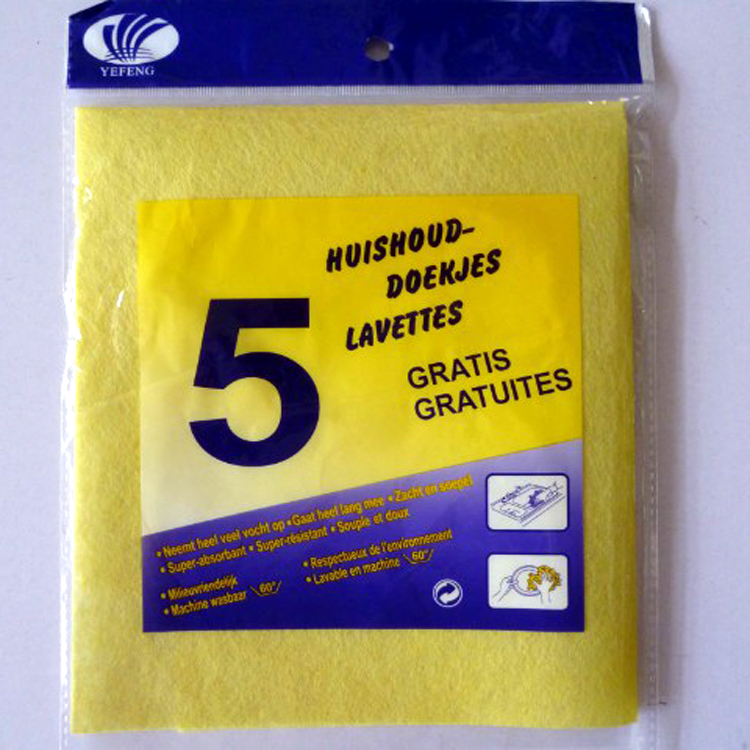 YEFENG
5
HUISHOUD-
DOEKJES
LAVETTES
GRATIS
GRATUITES
• Neemt heel veel vocht op • Gaat heel lang mee • Zacht en soepel
• Super-absorbant • Super-résistant • Souple et doux
• Milieuvriendelijk
• Machine wasbaar 60°
• Respectueux de l'environnement
• Lavable en machine 60°